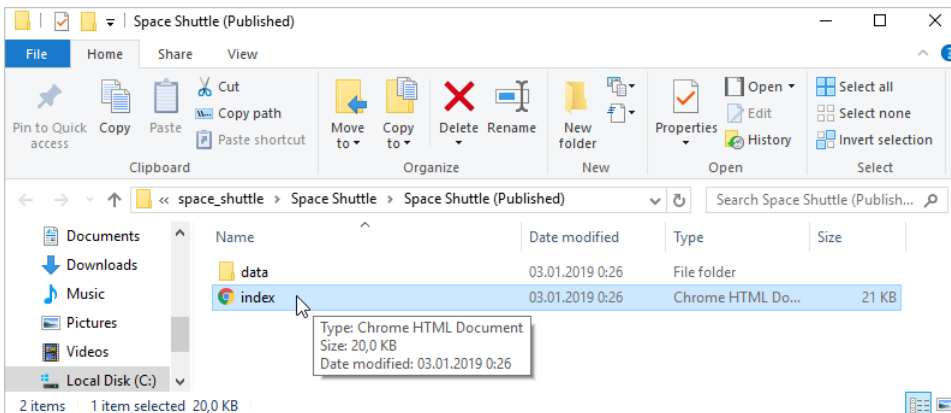 Space Shuttle (Published)
File Home Share View
Pin to Quick access
Copy
Paste
Cut
Copy path
Paste shortcut
Clipboard
Move to
Copy to
Delete
Rename
Organize
New folder
New
Properties
Open
Edit
History
Open
Select all
Select none
Invert selection
Select
« space_shuttle > Space Shuttle > Space Shuttle (Published)
Search Space Shuttle (Publish...
Documents
Downloads
Music
Pictures
Videos
Local Disk (C:)
Name Date modified Type Size
data 03.01.2019 0:26 File folder
index 03.01.2019 0:26 Chrome HTML Do... 21 KB
Type: Chrome HTML Document
Size: 20,0 KB
Date modified: 03.01.2019 0:26
2 items 1 item selected 20,0 KB